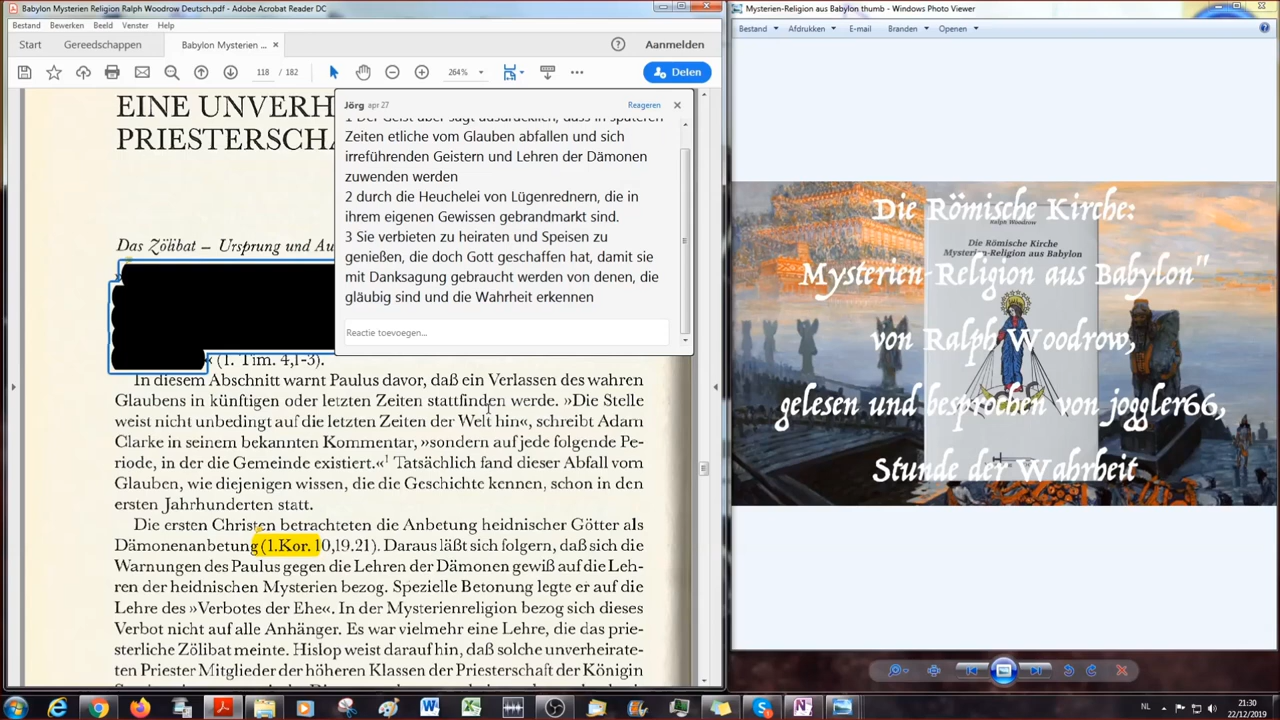 Babylon Mysterien Religion Ralph Woodrow Deutsch.pdf - Adobe Acrobat Reader DC
Bestand Bewerken Beeld Venster Help
Start Gereedschappen Babylon Mysterien ... × Aanmelden
118 / 182 264% Delen
EINE UNVERH
PRIESTERSCHA
Das Zölibat – Ursprung und Au
« (1. Tim. 4,1-3).
In diesem Abschnitt warnt Paulus davor, daß ein Verlassen des wahren
Glaubens in künftigen oder letzten Zeiten stattfinden werde. »Die Stelle
weist nicht unbedingt auf die letzten Zeiten der Welt hin«, schreibt Adam
Clarke in seinem bekannten Kommentar, »sondern auf jede folgende Pe-
riode, in der die Gemeinde existiert.«¹ Tatsächlich fand dieser Abfall vom
Glauben, wie diejenigen wissen, die die Geschichte kennen, schon in den
ersten Jahrhunderten statt.
Die ersten Christen betrachteten die Anbetung heidnischer Götter als
Dämonenanbetung (1.Kor. 10,19.21). Daraus läßt sich folgern, daß sich die
Warnungen des Paulus gegen die Lehren der Dämonen gewiß auf die Leh-
ren der heidnischen Mysterien bezog. Spezielle Betonung legte er auf die
Lehre des »Verbotes der Ehe«. In der Mysterienreligion bezog sich dieses
Verbot nicht auf alle Anhänger. Es war vielmehr eine Lehre, die das prie-
sterliche Zölibat meinte. Hislop weist darauf hin, daß solche unverheirate-
ten Priester Mitglieder der höheren Klassen der Priesterschaft der Königin
Jörg apr 27 Reageren
1 Der Geist aber sagt ausdrücklich, dass in späteren
Zeiten etliche vom Glauben abfallen und sich
irreführenden Geistern und Lehren der Dämonen
zuwenden werden
2 durch die Heuchelei von Lügenrednern, die in
ihrem eigenen Gewissen gebrandmarkt sind.
3 Sie verbieten zu heiraten und Speisen zu
genießen, die doch Gott geschaffen hat, damit sie
mit Danksagung gebraucht werden von denen, die
gläubig sind und die Wahrheit erkennen
Reactie toevoegen...
Mysterien-Religion aus Babylon thumb - Windows Photo Viewer
Bestand Afdrukken E-mail Branden Openen
Die Römische Kirche:
Ralph Woodrow
Die Römische Kirche
Mysterien-Religion aus Babylon
Mysterien-Religion aus Babylon"
von Ralph Woodrow,
gelesen und besprochen von joggler66,
Stunde der Wahrheit
NL
21:30
22/12/2019